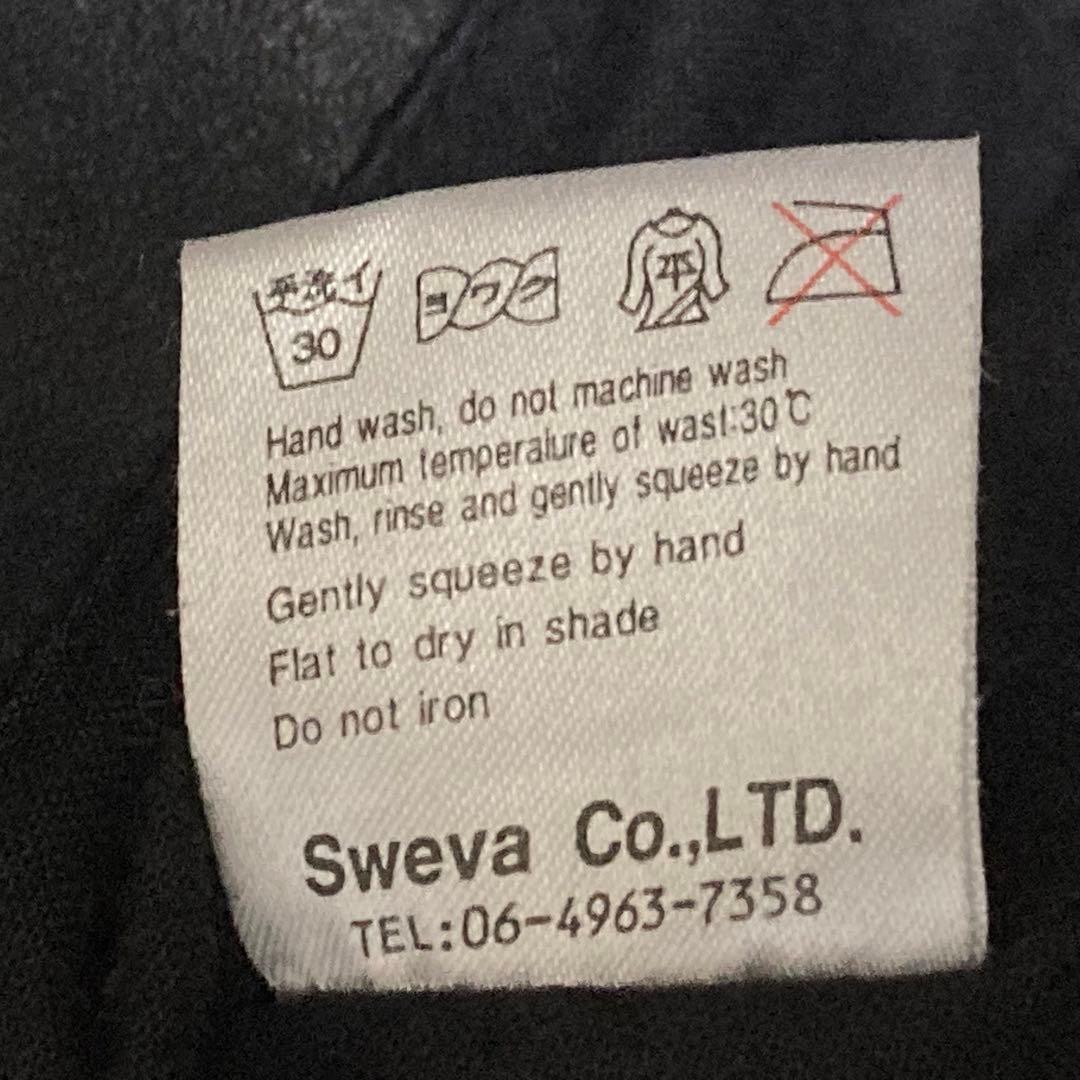 手洗イ ヨワク 平
30
Hand wash, do not machine wash
Maximum temperature of wast:30℃
Wash, rinse and gently squeeze by hand
Gently squeeze by hand
Flat to dry in shade
Do not iron
Sweva Co.,LTD.
TEL:06-4963-7358